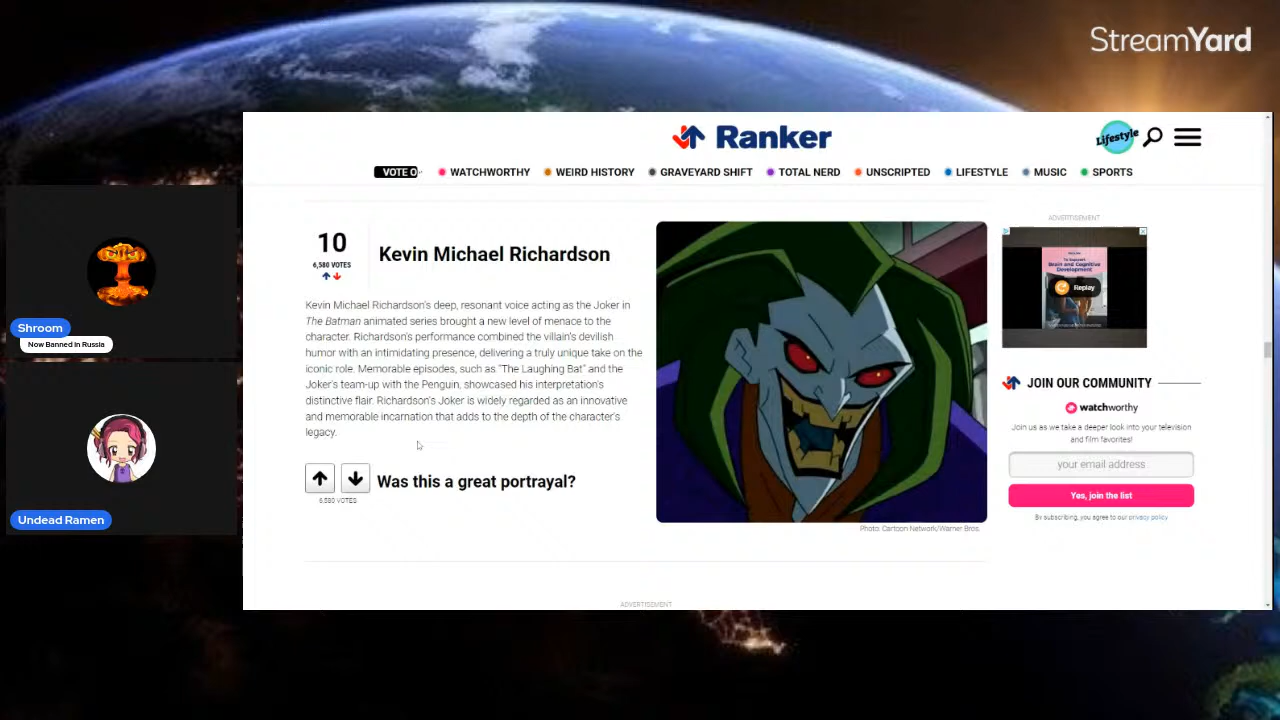 StreamYard
Ranker
Lifestyle
VOTE O
WATCHWORTHY
WEIRD HISTORY
GRAVEYARD SHIFT
TOTAL NERD
UNSCRIPTED
LIFESTYLE
MUSIC
SPORTS
10
6,580 VOTES
Kevin Michael Richardson
Kevin Michael Richardson's deep, resonant voice acting as the Joker in
The Batman animated series brought a new level of menace to the
character. Richardson's performance combined the villain's devilish
humor with an intimidating presence, delivering a truly unique take on the
iconic role. Memorable episodes, such as "The Laughing Bat" and the
Joker's team-up with the Penguin, showcased his interpretation's
distinctive flair. Richardson's Joker is widely regarded as an innovative
and memorable incarnation that adds to the depth of the character's
legacy.
Was this a great portrayal?
6,580 VOTES
Photo: Cartoon Network/Warner Bros.
ADVERTISEMENT
Brain and Cognitive
Development
Replay
JOIN OUR COMMUNITY
watchworthy
Join us as we take a deeper look into your television
and film favorites!
your email address
Yes, join the list
By subscribing, you agree to our privacy policy
ADVERTISEMENT
Shroom
Now Banned In Russia
Undead Ramen